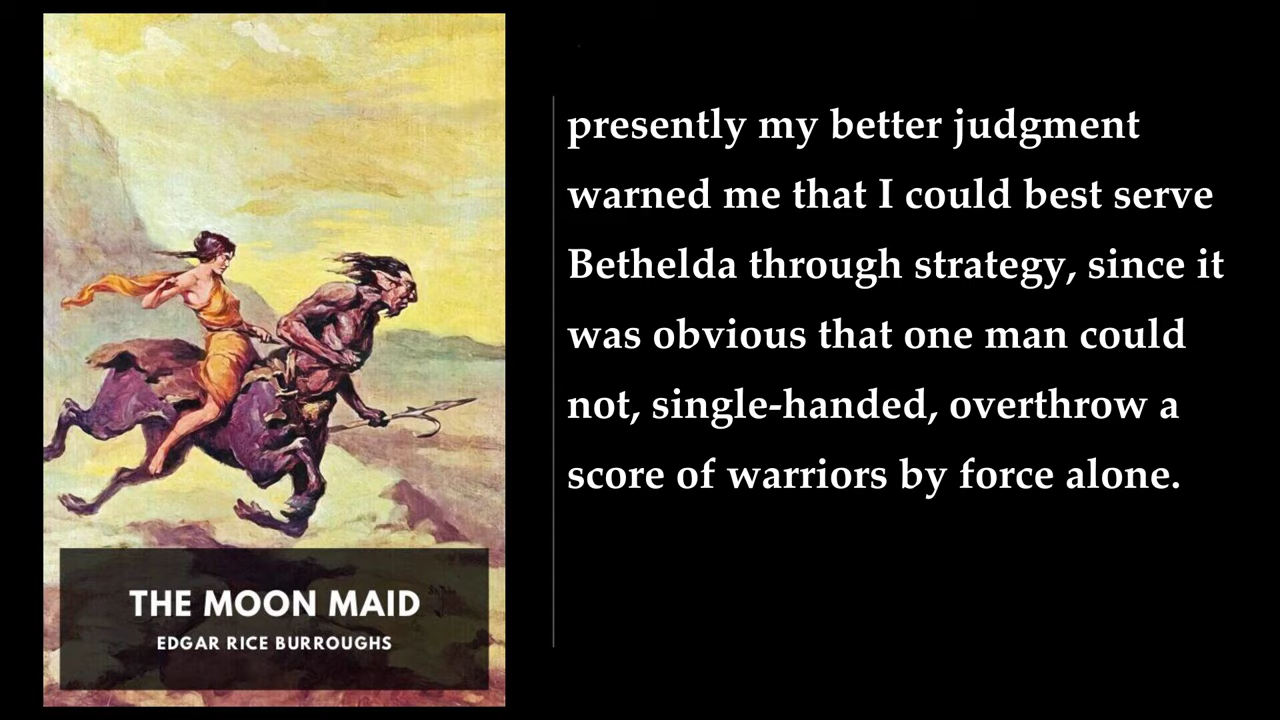 presently my better judgment
warned me that I could best serve
Bethelda through strategy, since it
was obvious that one man could
not, single-handed, overthrow a
score of warriors by force alone.
THE MOON MAID
EDGAR RICE BURROUGHS